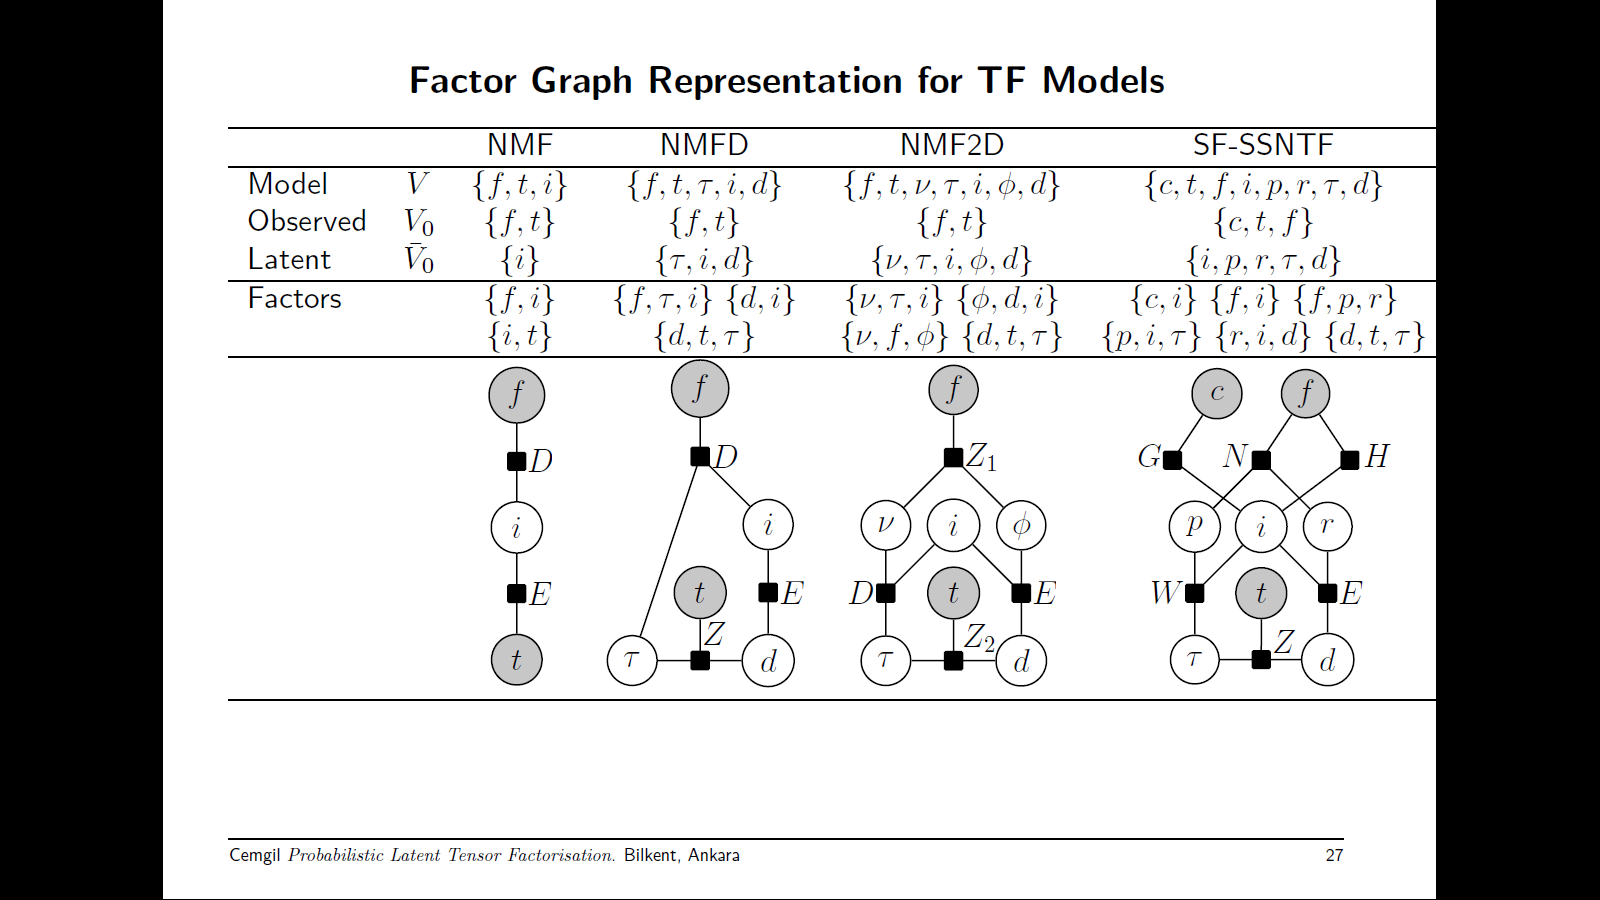 Factor Graph Representation for TF Models
NMF NMFD NMF2D SF-SSNTF
Model V {f, t, i} {f, t, τ, i, d} {f, t, ν, τ, i, ϕ, d} {c, t, f, i, p, r, τ, d}
Observed V₀ {f, t} {f, t} {f, t} {c, t, f}
Latent V̄₀ {i} {τ, i, d} {ν, τ, i, ϕ, d} {i, p, r, τ, d}
Factors {f, i} {f, τ, i} {d, i} {ν, τ, i} {ϕ, d, i} {c, i} {f, i} {f, p, r}
{i, t} {d, t, τ} {ν, f, ϕ} {d, t, τ} {p, i, τ} {r, i, d} {d, t, τ}
f f f c f
D D Z₁ G N H
i i ν i ϕ p i r
E t E D t E W t E
Z Z₂ Z
t τ d τ d τ d
Cemgil Probabilistic Latent Tensor Factorisation. Bilkent, Ankara 27